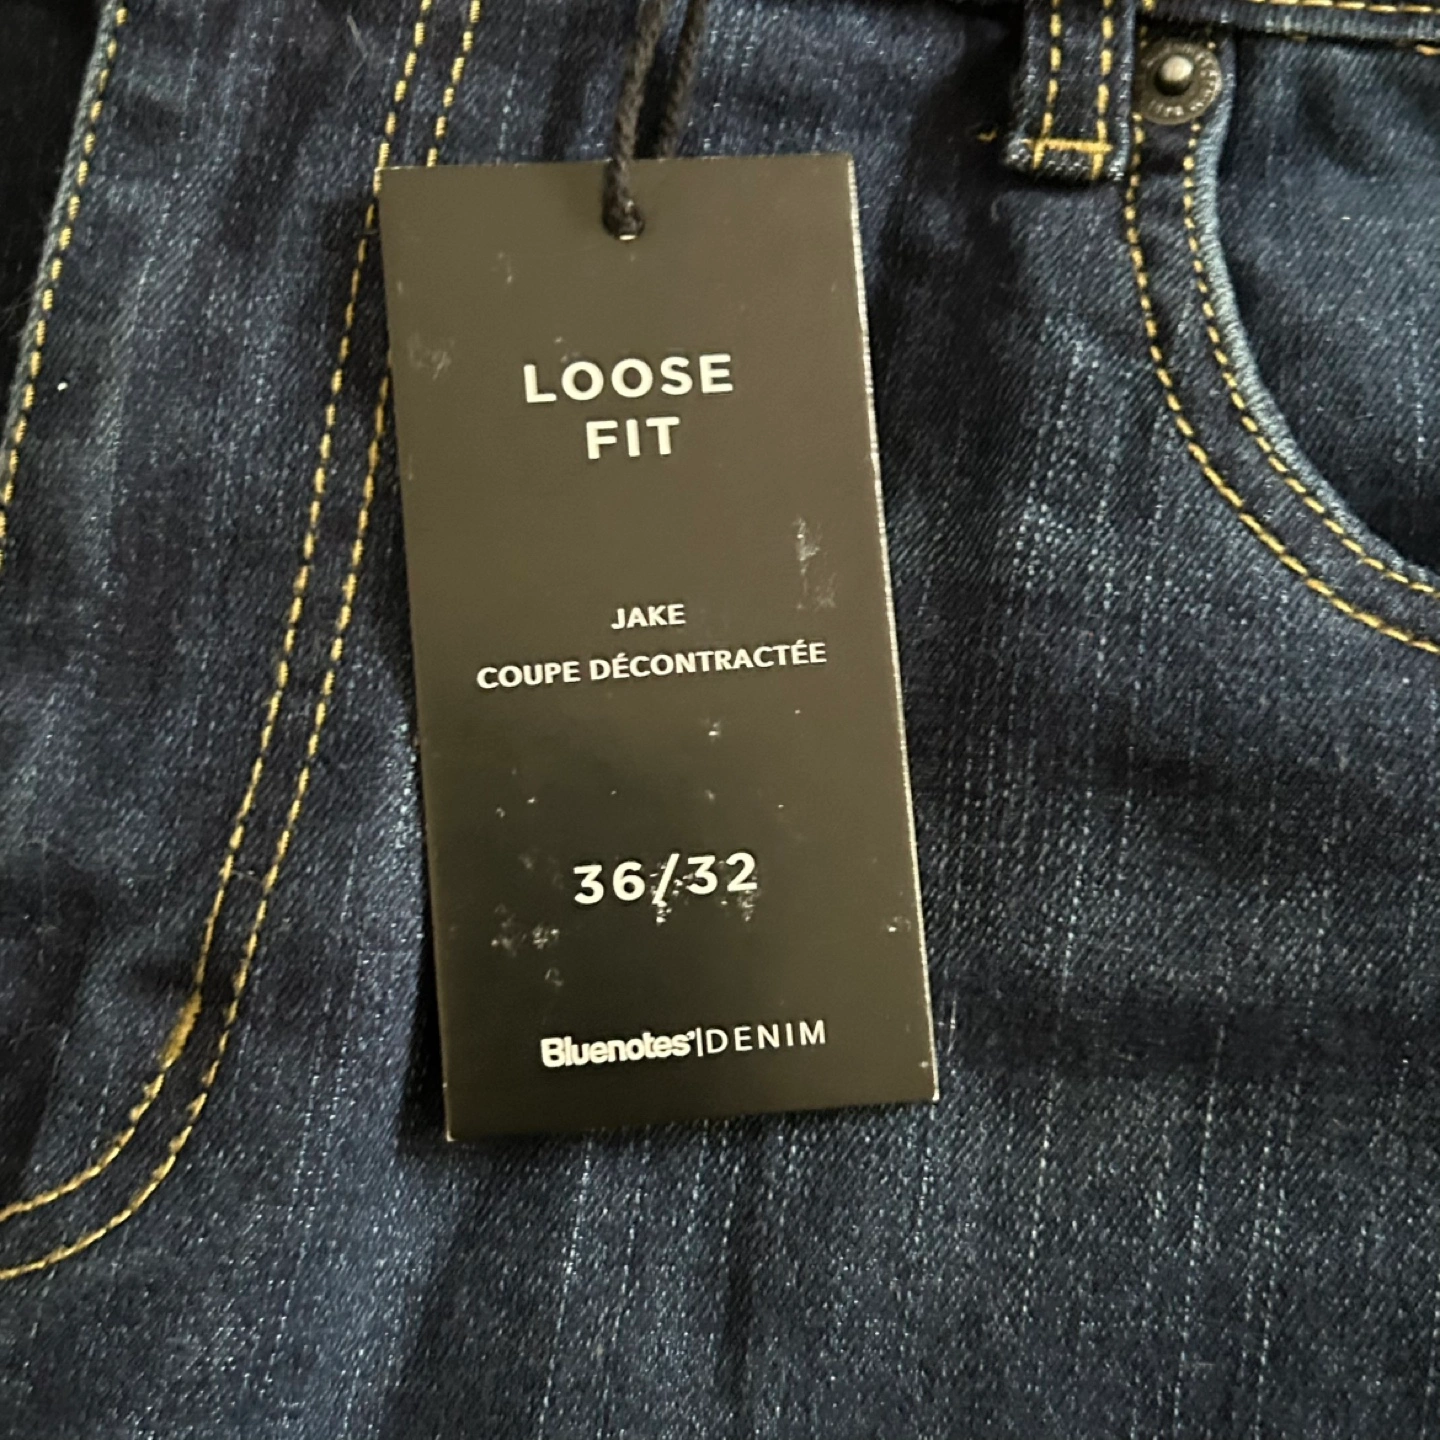 LOOSE
FIT
JAKE
COUPE DÉCONTRACTÉE
36/32
Bluenotes'|DENIM